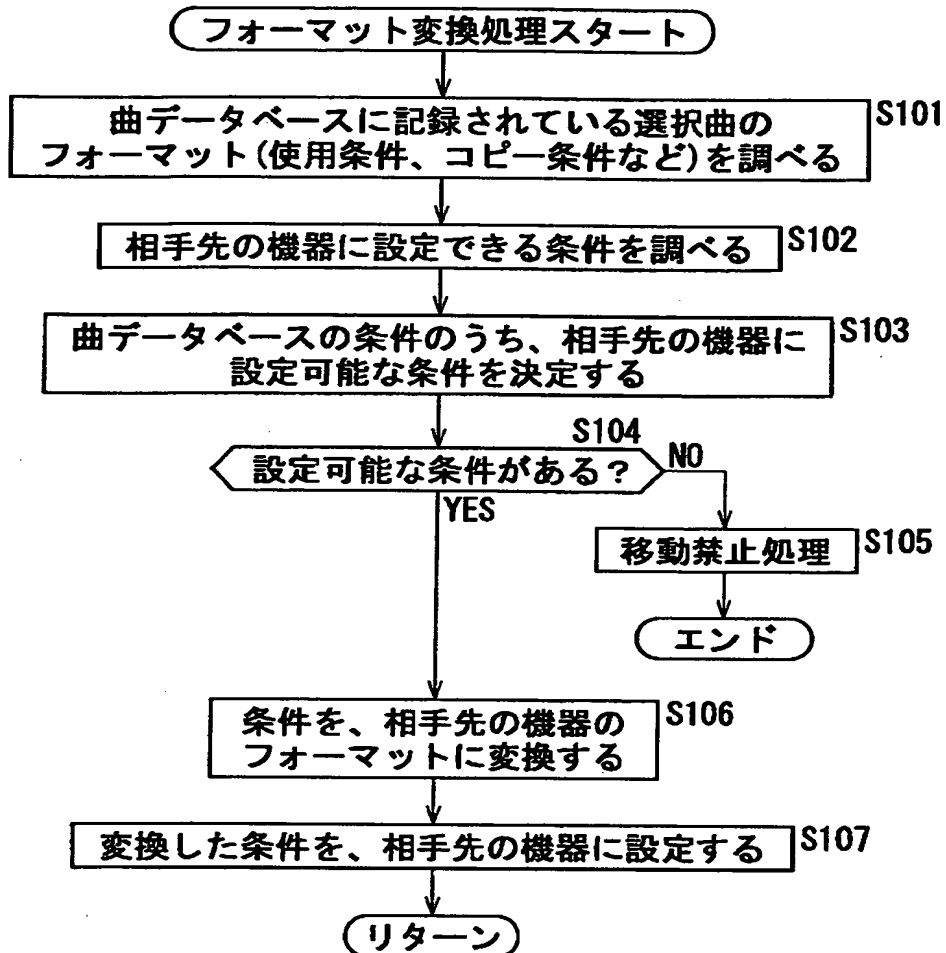 フォーマット変換処理スタート
曲データベースに記録されている選択曲の
フォーマット(使用条件、コピー条件など)を調べる
S101
相手先の機器に設定できる条件を調べる
S102
曲データベースの条件のうち、相手先の機器に
設定可能な条件を決定する
S103
S104
設定可能な条件がある?
NO
YES
移動禁止処理
S105
エンド
条件を、相手先の機器の
フォーマットに変換する
S106
変換した条件を、相手先の機器に設定する
S107
リターン